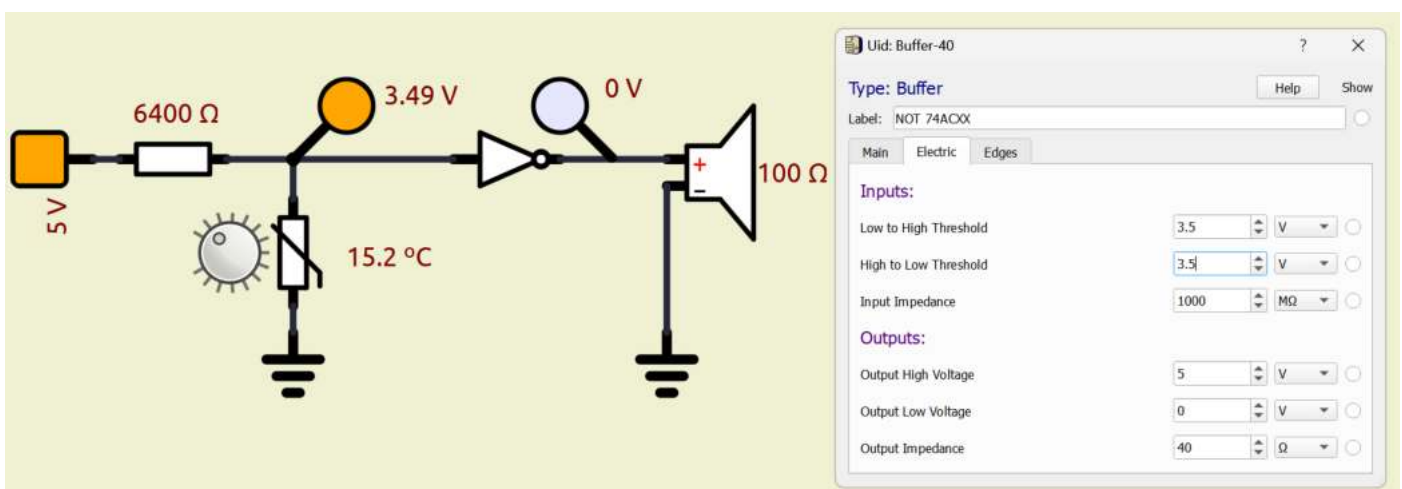 6400 Ω
3.49 V
0 V
5 V
15.2 ºC
+
−
100 Ω
Uid: Buffer-40
?
Type: Buffer
Help
Show
Label: NOT 74ACXX
Main Electric Edges
Inputs:
Low to High Threshold 3.5 V
High to Low Threshold 3.5 V
Input Impedance 1000 MΩ
Outputs:
Output High Voltage 5 V
Output Low Voltage 0 V
Output Impedance 40 Ω